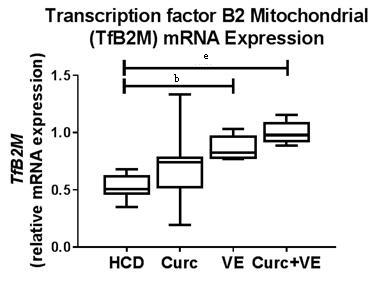 Transcription factor B2 Mitochondrial
(TfB2M) mRNA Expression
e
b
1.5
1.0
0.5
0.0
TfB2M
(relative mRNA expression)
HCD Curc VE Curc+VE